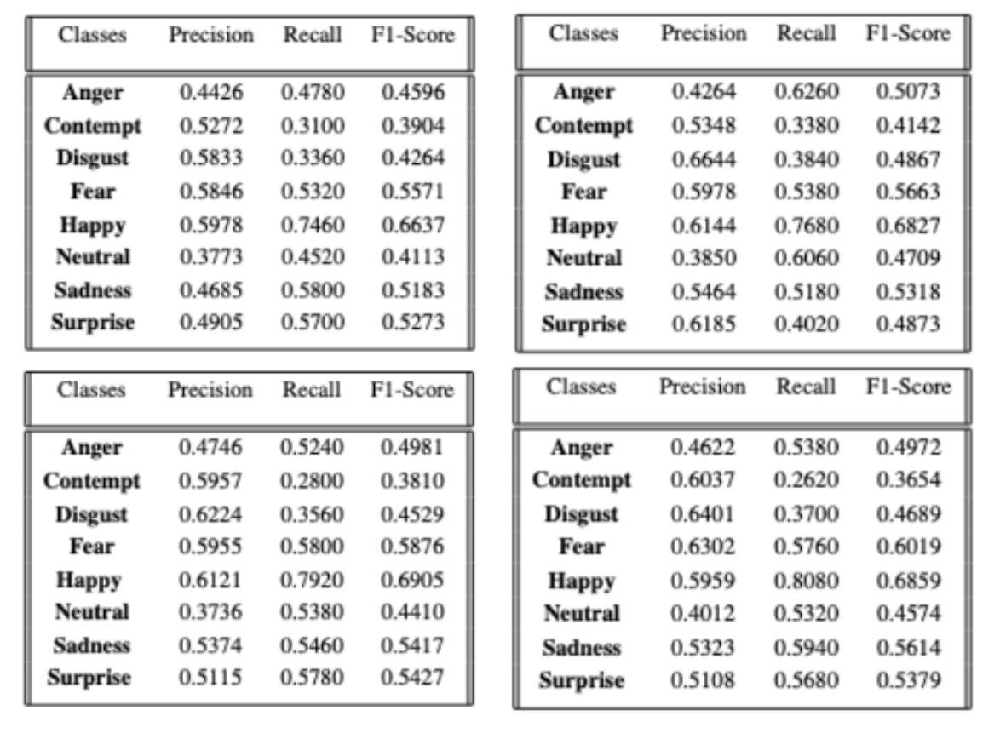 Classes Precision Recall F1-Score
Anger 0.4426 0.4780 0.4596
Contempt 0.5272 0.3100 0.3904
Disgust 0.5833 0.3360 0.4264
Fear 0.5846 0.5320 0.5571
Happy 0.5978 0.7460 0.6637
Neutral 0.3773 0.4520 0.4113
Sadness 0.4685 0.5800 0.5183
Surprise 0.4905 0.5700 0.5273
Classes Precision Recall F1-Score
Anger 0.4264 0.6260 0.5073
Contempt 0.5348 0.3380 0.4142
Disgust 0.6644 0.3840 0.4867
Fear 0.5978 0.5380 0.5663
Happy 0.6144 0.7680 0.6827
Neutral 0.3850 0.6060 0.4709
Sadness 0.5464 0.5180 0.5318
Surprise 0.6185 0.4020 0.4873
Classes Precision Recall F1-Score
Anger 0.4746 0.5240 0.4981
Contempt 0.5957 0.2800 0.3810
Disgust 0.6224 0.3560 0.4529
Fear 0.5955 0.5800 0.5876
Happy 0.6121 0.7920 0.6905
Neutral 0.3736 0.5380 0.4410
Sadness 0.5374 0.5460 0.5417
Surprise 0.5115 0.5780 0.5427
Classes Precision Recall F1-Score
Anger 0.4622 0.5380 0.4972
Contempt 0.6037 0.2620 0.3654
Disgust 0.6401 0.3700 0.4689
Fear 0.6302 0.5760 0.6019
Happy 0.5959 0.8080 0.6859
Neutral 0.4012 0.5320 0.4574
Sadness 0.5323 0.5940 0.5614
Surprise 0.5108 0.5680 0.5379